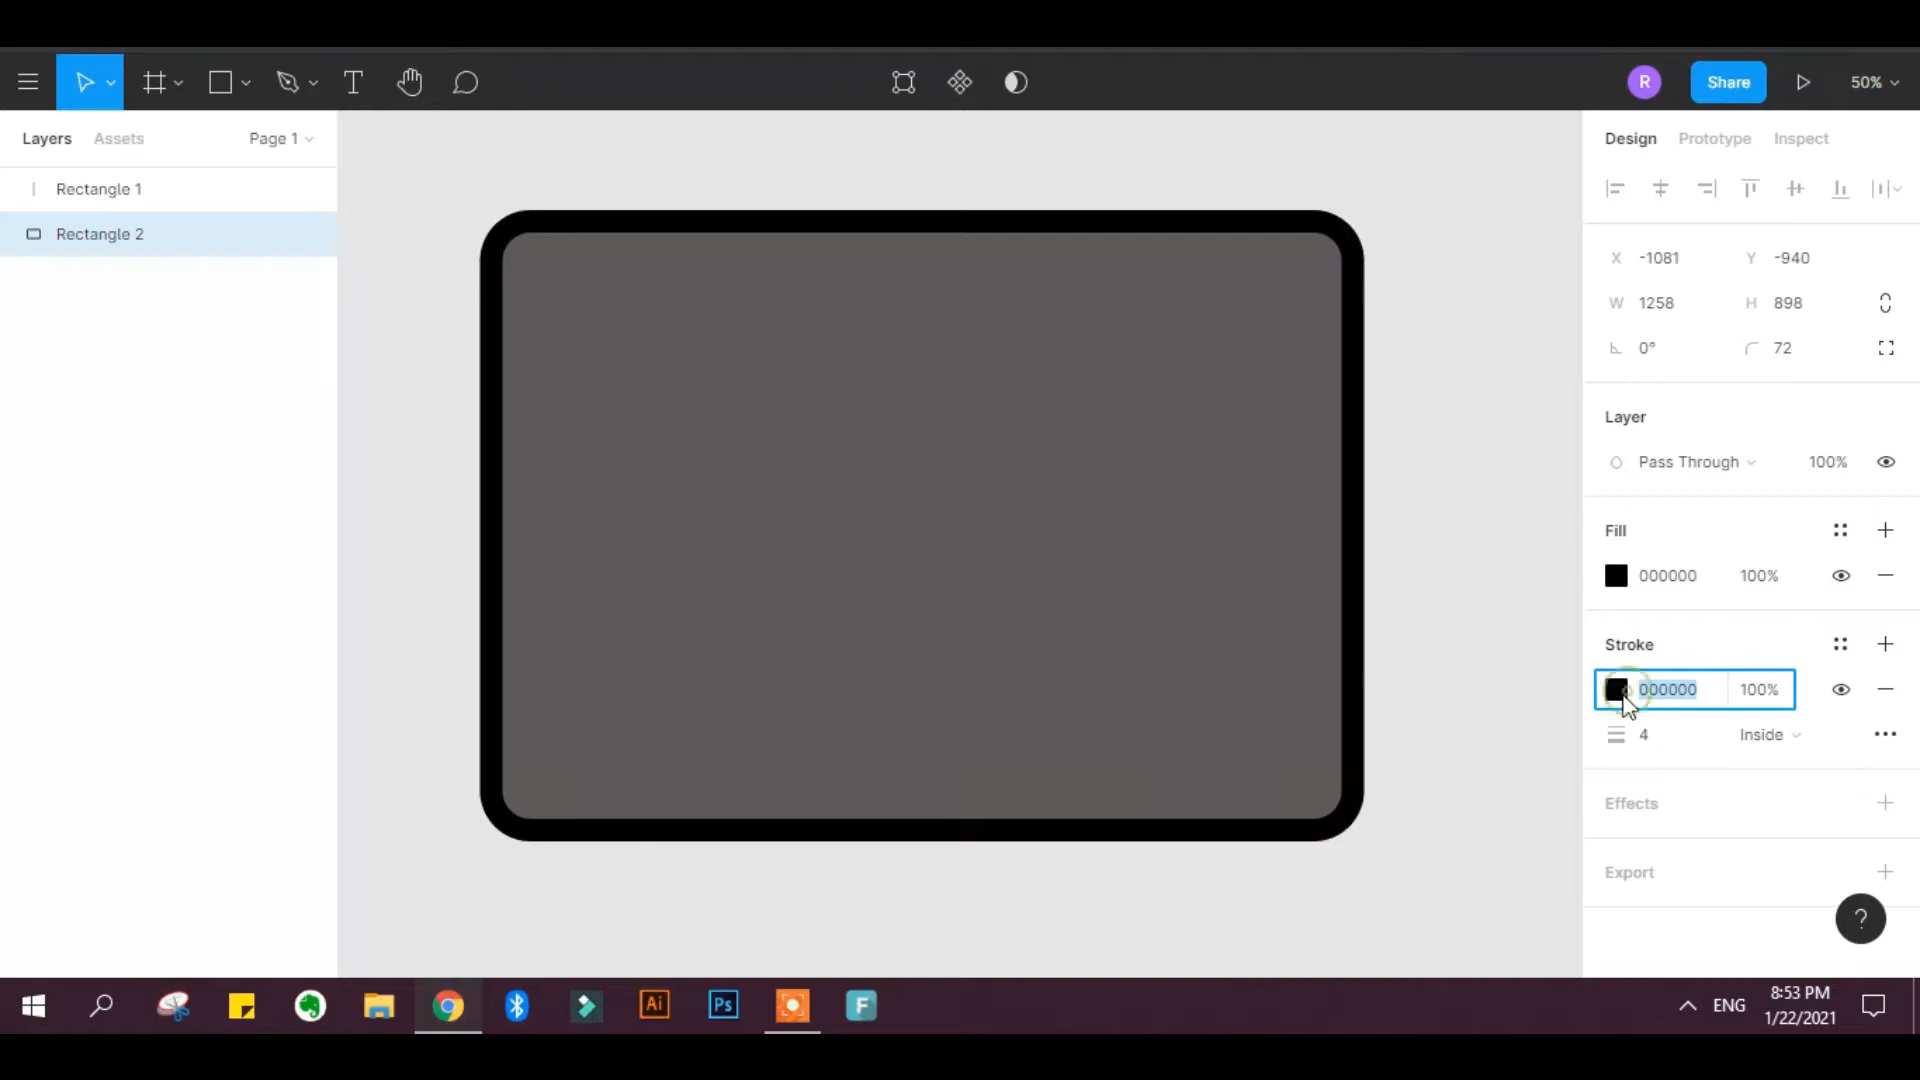 R
Share
50%
Layers
Assets
Page 1
Rectangle 1
Rectangle 2
Design
Prototype
Inspect
X -1081
Y -940
W 1258
H 898
0°
72
Layer
Pass Through
100%
Fill
000000
100%
Stroke
000000
100%
4
Inside
Effects
Export
?
Ai
Ps
F
ENG
8:53 PM
1/22/2021